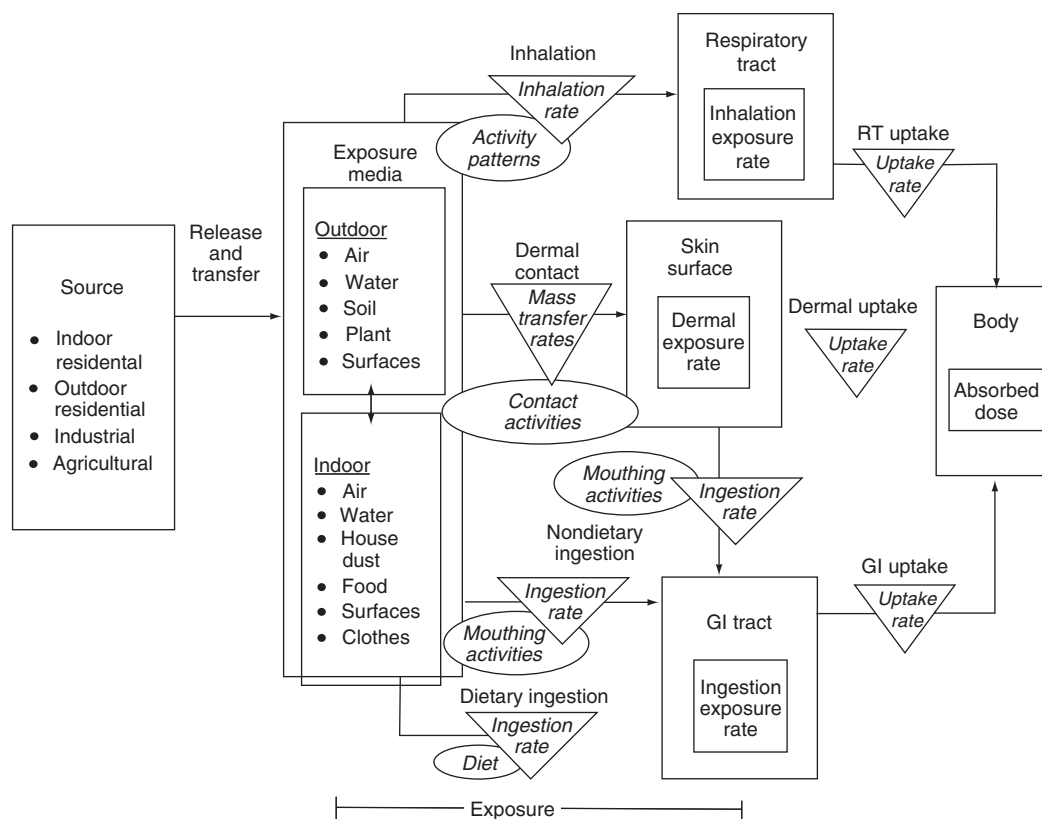 Source
● Indoor
residental
● Outdoor
residential
● Industrial
● Agricultural
Release
and
transfer
Exposure
media
Outdoor
● Air
● Water
● Soil
● Plant
● Surfaces
Indoor
● Air
● Water
● House
dust
● Food
● Surfaces
● Clothes
Inhalation
Inhalation
rate
Activity
patterns
Respiratory
tract
Inhalation
exposure
rate
RT uptake
Uptake
rate
Dermal
contact
Mass
transfer
rates
Contact
activities
Skin
surface
Dermal
exposure
rate
Dermal uptake
Uptake
rate
Mouthing
activities
Ingestion
rate
Nondietary
ingestion
Ingestion
rate
Mouthing
activities
Dietary ingestion
Ingestion
rate
Diet
GI tract
Ingestion
exposure
rate
GI uptake
Uptake
rate
Body
Absorbed
dose
Exposure